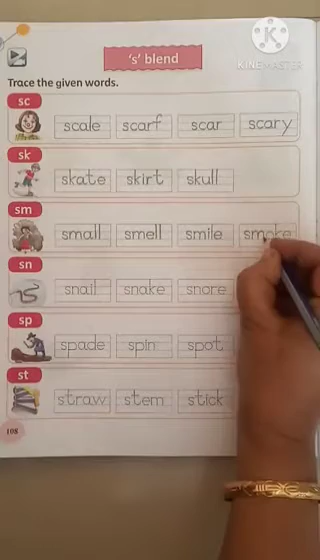 K
KINEMASTER
's' blend
Trace the given words.
sc
scale scarf scar scary
sk
skate skirt skull
sm
small smell smile smoke
sn
snail snake snore
sp
spade spin spot
st
straw stem stick
108